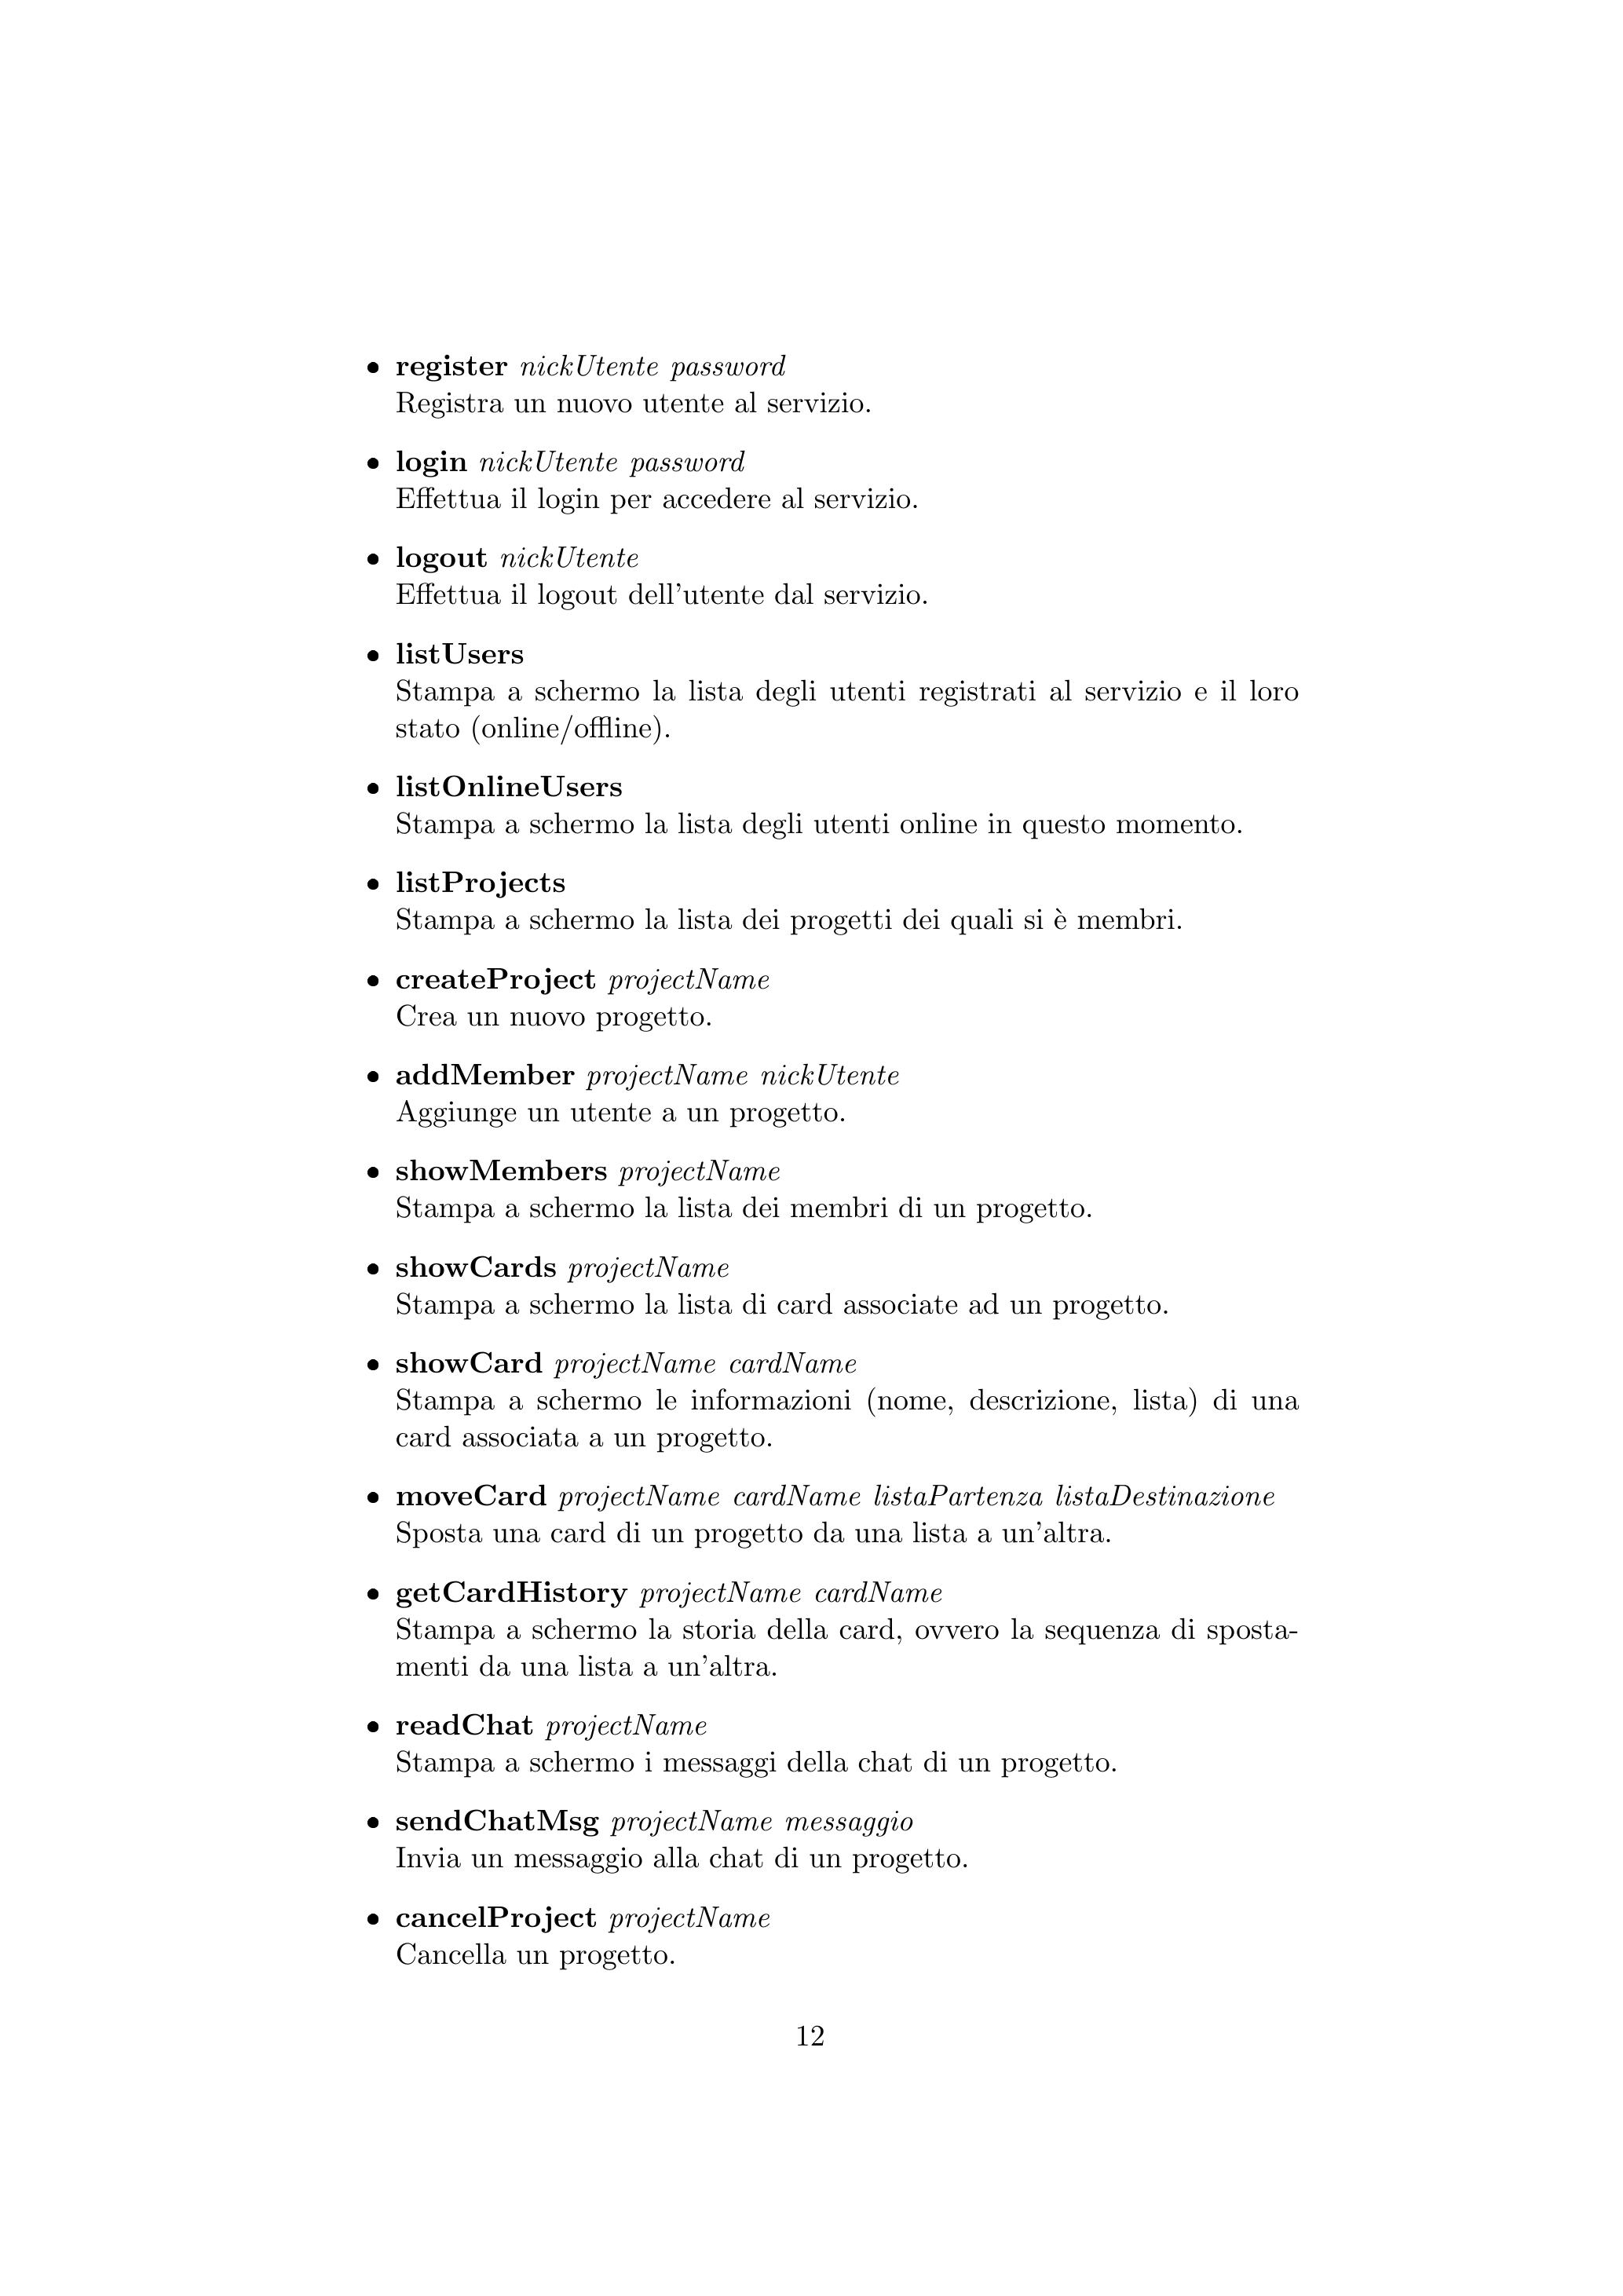 • register nickUtente password
Registra un nuovo utente al servizio.
• login nickUtente password
Effettua il login per accedere al servizio.
• logout nickUtente
Effettua il logout dell'utente dal servizio.
• listUsers
Stampa a schermo la lista degli utenti registrati al servizio e il loro
stato (online/offline).
• listOnlineUsers
Stampa a schermo la lista degli utenti online in questo momento.
• listProjects
Stampa a schermo la lista dei progetti dei quali si è membri.
• createProject projectName
Crea un nuovo progetto.
• addMember projectName nickUtente
Aggiunge un utente a un progetto.
• showMembers projectName
Stampa a schermo la lista dei membri di un progetto.
• showCards projectName
Stampa a schermo la lista di card associate ad un progetto.
• showCard projectName cardName
Stampa a schermo le informazioni (nome, descrizione, lista) di una
card associata a un progetto.
• moveCard projectName cardName listaPartenza listaDestinazione
Sposta una card di un progetto da una lista a un'altra.
• getCardHistory projectName cardName
Stampa a schermo la storia della card, ovvero la sequenza di sposta-
menti da una lista a un'altra.
• readChat projectName
Stampa a schermo i messaggi della chat di un progetto.
• sendChatMsg projectName messaggio
Invia un messaggio alla chat di un progetto.
• cancelProject projectName
Cancella un progetto.
12